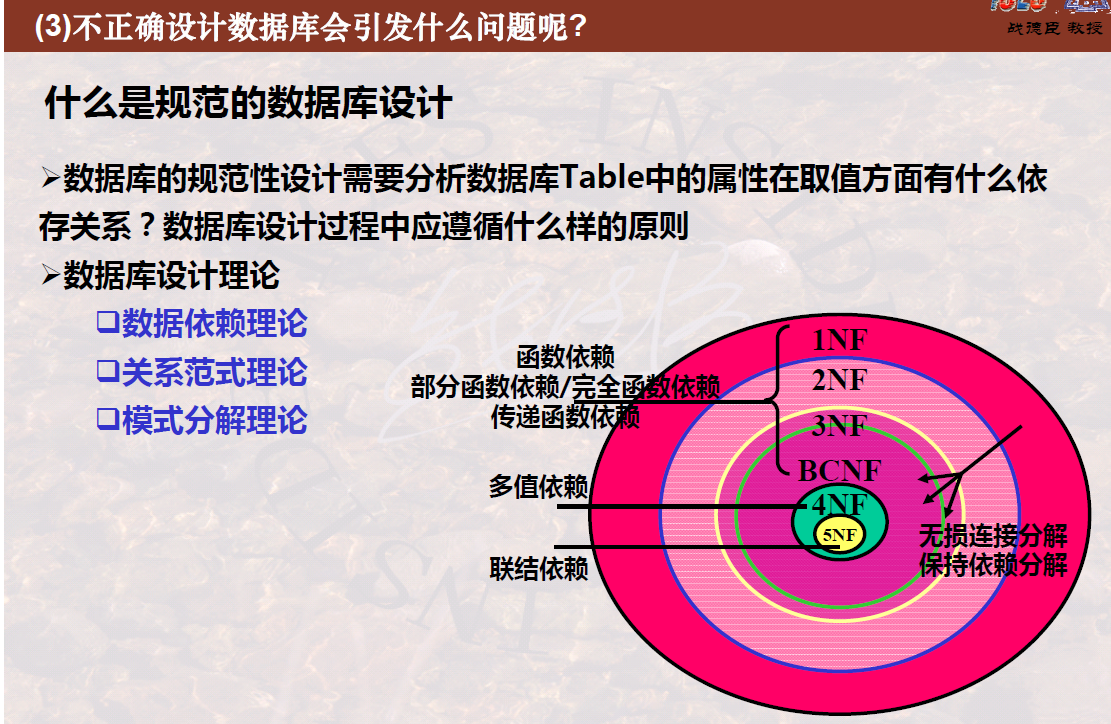 (3)不正确设计数据库会引发什么问题呢?
战德臣 教授
什么是规范的数据库设计
➢数据库的规范性设计需要分析数据库Table中的属性在取值方面有什么依
存关系？数据库设计过程中应遵循什么样的原则
➢数据库设计理论
❑数据依赖理论
❑关系范式理论
❑模式分解理论
函数依赖
部分函数依赖/完全函数依赖
传递函数依赖
多值依赖
联结依赖
1NF
2NF
3NF
BCNF
4NF
5NF
无损连接分解
保持依赖分解